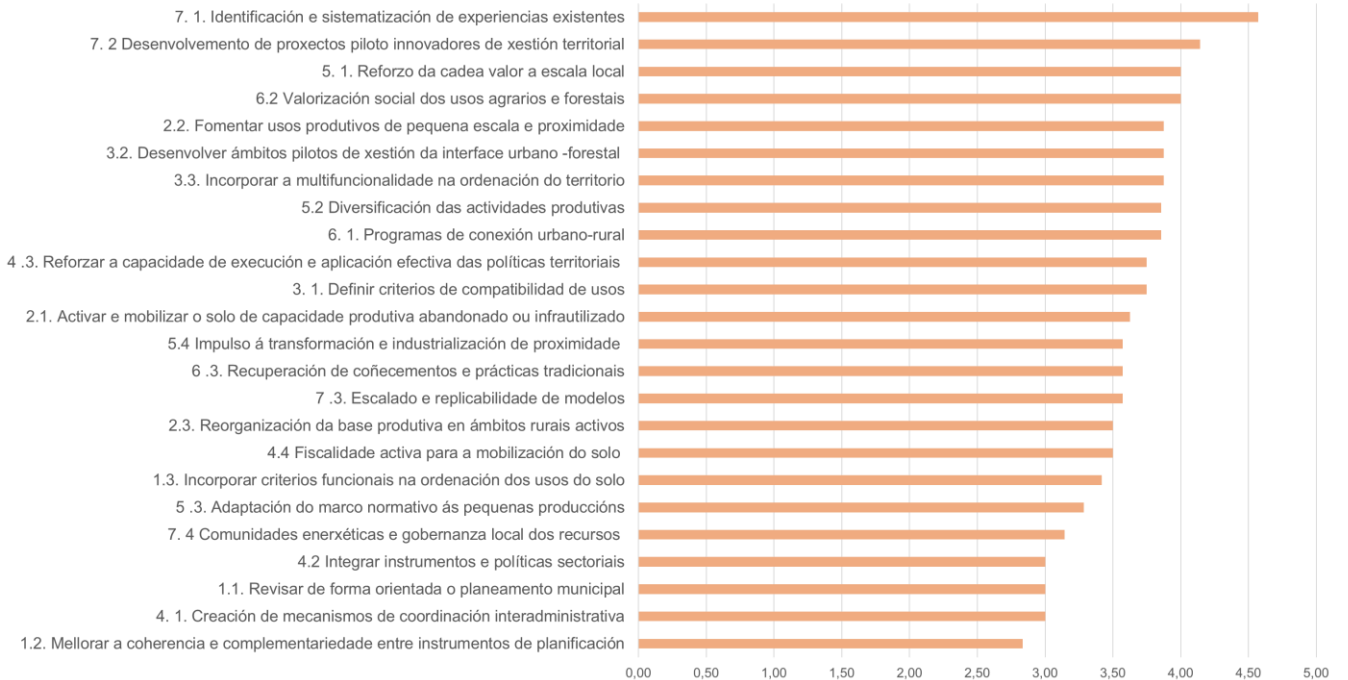 7. 1. Identificación e sistematización de experiencias existentes
7. 2 Desenvolvemento de proxectos piloto innovadores de xestión territorial
5. 1. Reforzo da cadea valor a escala local
6.2 Valorización social dos usos agrarios e forestais
2.2. Fomentar usos produtivos de pequena escala e proximidade
3.2. Desenvolver ámbitos pilotos de xestión da interface urbano -forestal
3.3. Incorporar a multifuncionalidade na ordenación do territorio
5.2 Diversificación das actividades produtivas
6. 1. Programas de conexión urbano-rural
4 .3. Reforzar a capacidade de execución e aplicación efectiva das políticas territoriais
3. 1. Definir criterios de compatibilidad de usos
2.1. Activar e mobilizar o solo de capacidade produtiva abandonado ou infrautilizado
5.4 Impulso á transformación e industrialización de proximidade
6 .3. Recuperación de coñecementos e prácticas tradicionais
7 .3. Escalado e replicabilidade de modelos
2.3. Reorganización da base produtiva en ámbitos rurais activos
4.4 Fiscalidade activa para a mobilización do solo
1.3. Incorporar criterios funcionais na ordenación dos usos do solo
5 .3. Adaptación do marco normativo ás pequenas produccións
7. 4 Comunidades enerxéticas e gobernanza local dos recursos
4.2 Integrar instrumentos e políticas sectoriais
1.1. Revisar de forma orientada o planeamento municipal
4. 1. Creación de mecanismos de coordinación interadministrativa
1.2. Mellorar a coherencia e complementariedade entre instrumentos de planificación
0,00 0,50 1,00 1,50 2,00 2,50 3,00 3,50 4,00 4,50 5,00